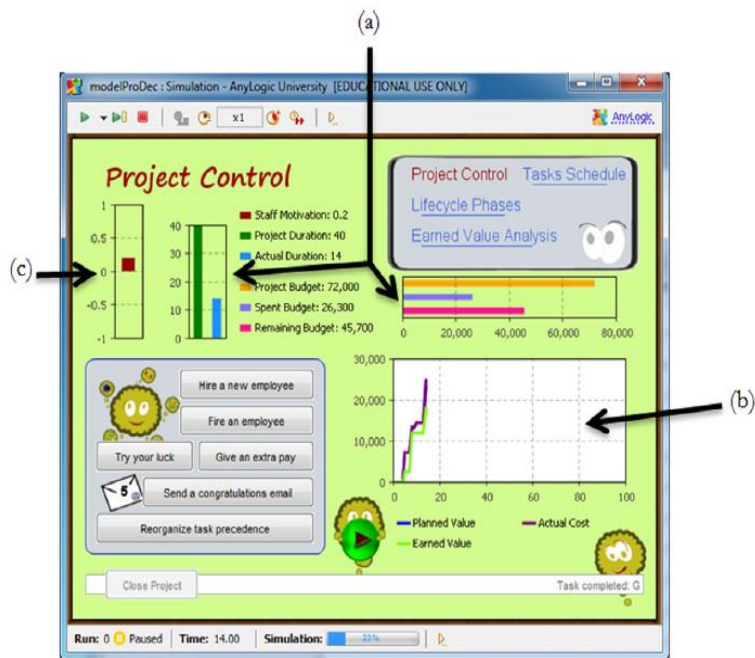 (a)
modelProDec : Simulation - AnyLogic University [EDUCATIONAL USE ONLY]
x1
AnyLogic
Project Control
Project Control Tasks Schedule
Lifecycle Phases
Earned Value Analysis
(c)
1
0.5
0
-0.5
-1
40
30
20
10
0
Staff Motivation: 0.2
Project Duration: 40
Actual Duration: 14
Project Budget: 72,000
Spent Budget: 26,300
Remaining Budget: 45,700
0 20,000 40,000 60,000 80,000
(b)
30,000
20,000
10,000
0
0 20 40 60 80 100
Planned Value Actual Cost
Earned Value
Hire a new employee
Fire an employee
Try your luck Give an extra pay
5 @ Send a congratulations email
Reorganize task precedence
Close Project Task completed: G
Run: 0 Paused Time: 14.00 Simulation: 23%